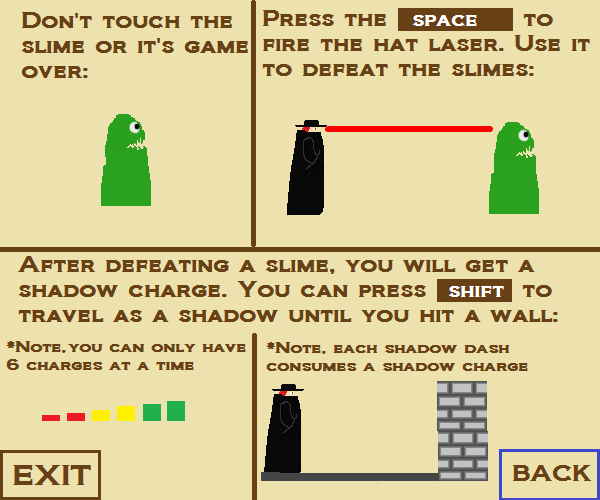 Don't touch the
slime or it's game
over:
Press the SPACE to
fire the hat laser. Use it
to defeat the slimes:
After defeating a slime, you will get a
shadow charge. You can press SHIFT to
travel as a shadow until you hit a wall:
*Note,you can only have
6 charges at a time
*Note, each shadow dash
consumes a shadow charge
EXIT
BACK